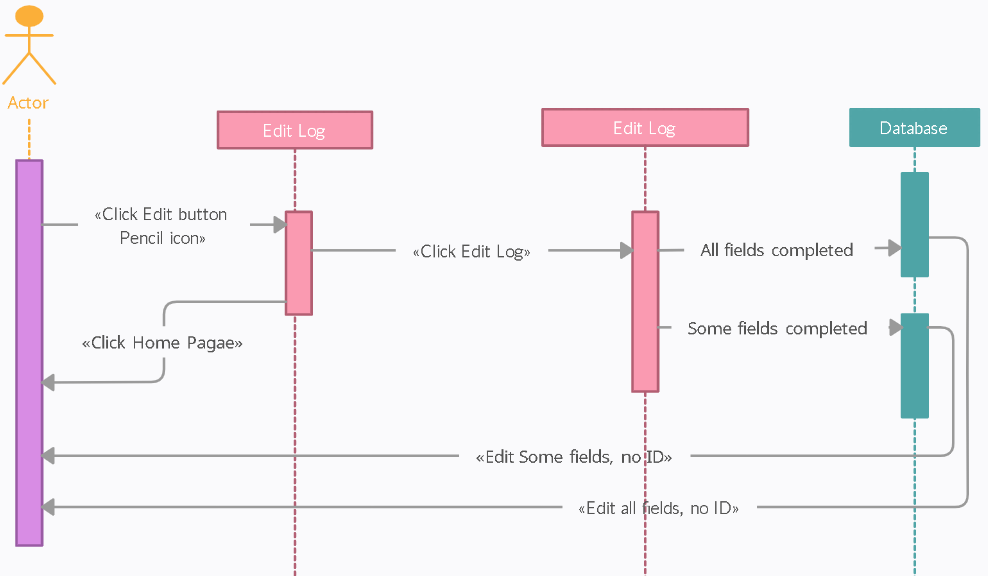 Actor
Edit Log
Edit Log
Database
«Click Edit button
Pencil icon»
«Click Edit Log»
All fields completed
Some fields completed
«Click Home Pagae»
«Edit Some fields, no ID»
«Edit all fields, no ID»